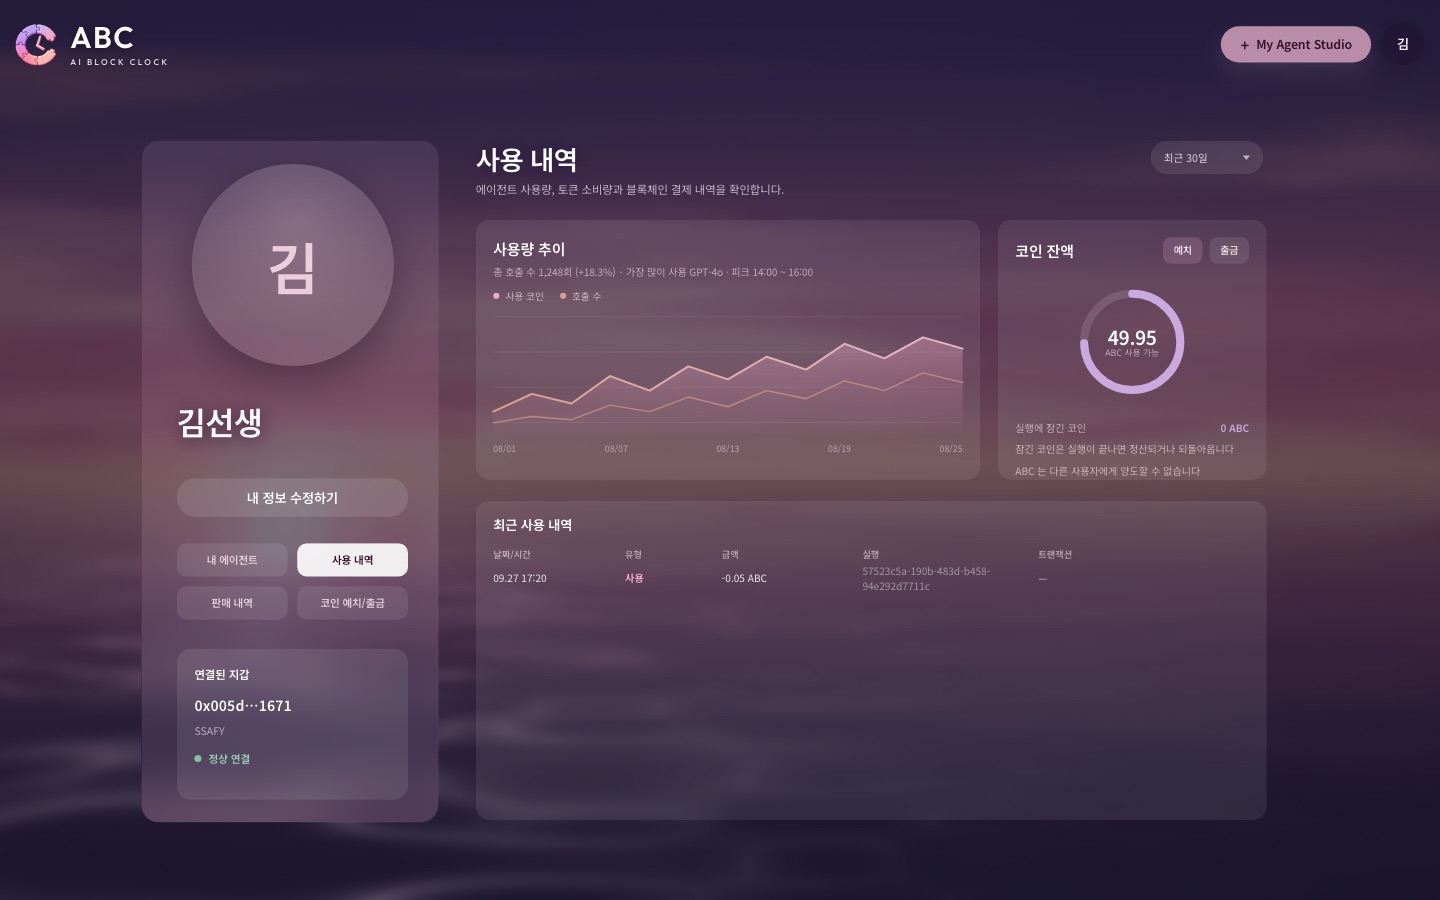 ABC
AI BLOCK CLOCK
+ My Agent Studio
김
김
김선생
내 정보 수정하기
내 에이전트
사용 내역
판매 내역
코인 예치/출금
연결된 지갑
0x005d···1671
SSAFY
정상 연결
사용 내역
에이전트 사용량, 토큰 소비량과 블록체인 결제 내역을 확인합니다.
최근 30일
사용량 추이
총 호출 수 1,248회 (+18.3%) · 가장 많이 사용 GPT-4o · 피크 14:00 ~ 16:00
사용 코인
호출 수
08/01 08/07 08/13 08/19 08/25
코인 잔액
예치
출금
49.95
ABC 사용 가능
실행에 잠긴 코인 0 ABC
잠긴 코인은 실행이 끝나면 정산되거나 되돌아옵니다
ABC 는 다른 사용자에게 양도할 수 없습니다
최근 사용 내역
날짜/시간 유형 금액 실행 트랜잭션
09.27 17:20 사용 -0.05 ABC 57523c5a-190b-483d-b458- —
94e292d7711c